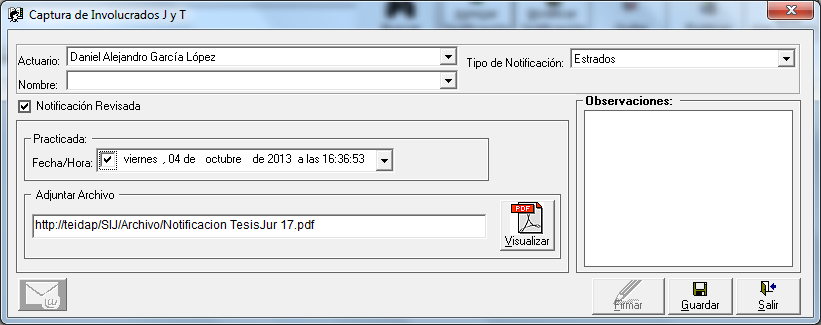 Captura de Involucrados J y T
Actuario: Daniel Alejandro García López
Tipo de Notificación: Estrados
Nombre:
Notificación Revisada
Observaciones:
Practicada:
Fecha/Hora: viernes , 04 de octubre de 2013 a las 16:36:53
Adjuntar Archivo
http://teidap/SIJ/Archivo/Notificacion TesisJur 17.pdf
PDF
Visualizar
Firmar
Guardar
Salir